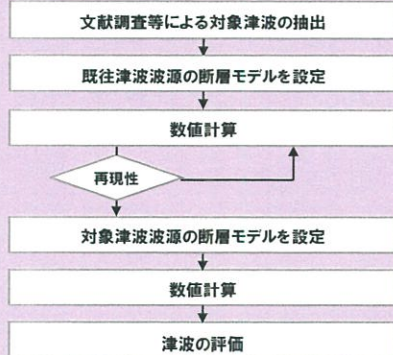 文献調査等による対象津波の抽出
既往津波波源の断層モデルを設定
数値計算
再現性
対象津波波源の断層モデルを設定
数値計算
津波の評価